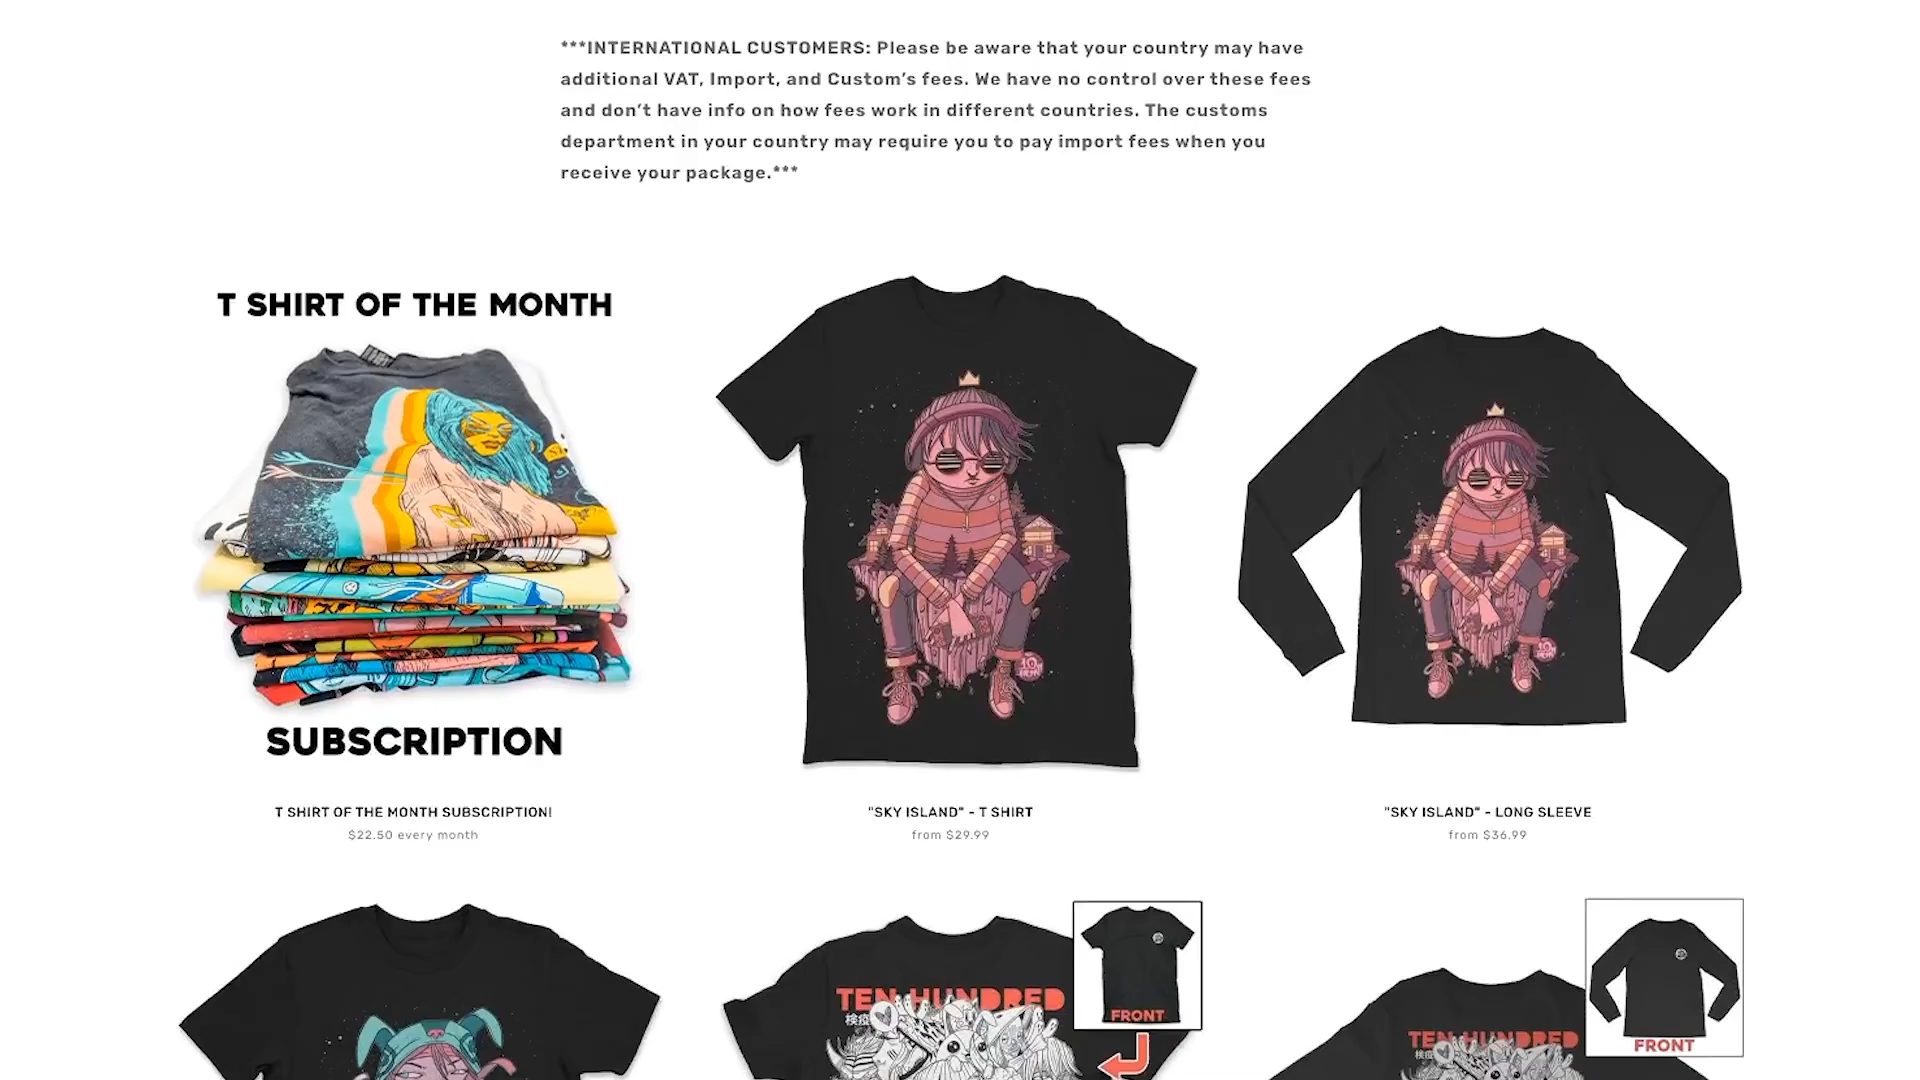 ***INTERNATIONAL CUSTOMERS: Please be aware that your country may have
additional VAT, Import, and Custom’s fees. We have no control over these fees
and don’t have info on how fees work in different countries. The customs
department in your country may require you to pay import fees when you
receive your package.***
T SHIRT OF THE MONTH
SUBSCRIPTION
T SHIRT OF THE MONTH SUBSCRIPTION!
$22.50 every month
"SKY ISLAND" - T SHIRT
from $29.99
"SKY ISLAND" - LONG SLEEVE
from $36.99
TEN HUNDRED
検疫
FRONT
TEN HUNDRED
検疫
FRONT